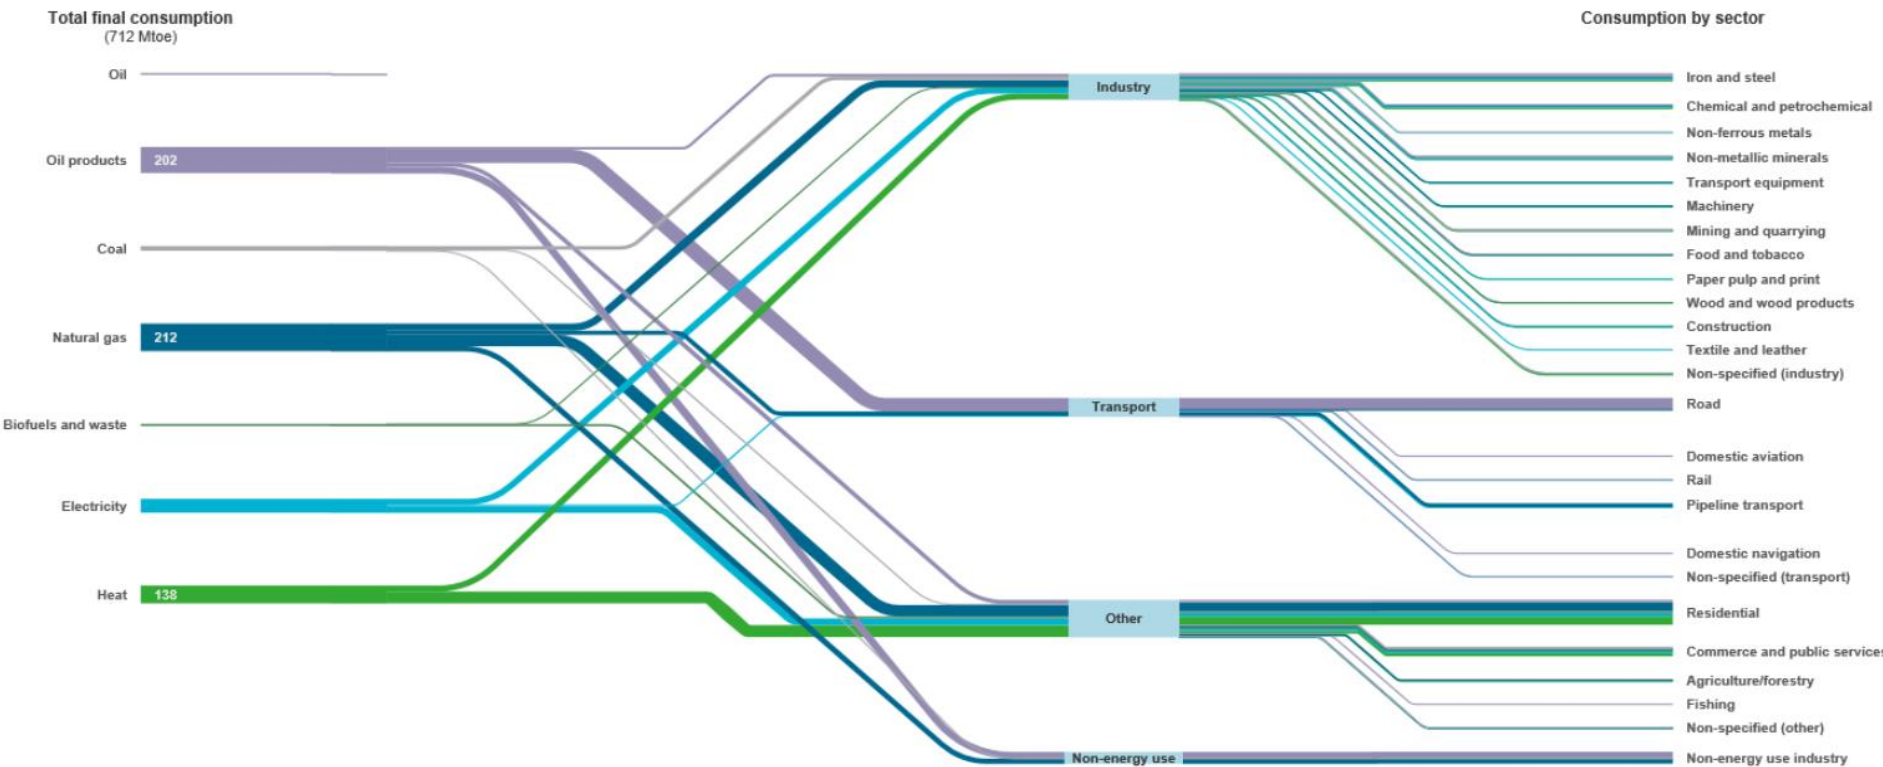 Total final consumption
(712 Mtoe)
Consumption by sector
Oil
Oil products
202
Coal
Natural gas
212
Biofuels and waste
Electricity
Heat
138
Industry
Transport
Other
Non-energy use
Iron and steel
Chemical and petrochemical
Non-ferrous metals
Non-metallic minerals
Transport equipment
Machinery
Mining and quarrying
Food and tobacco
Paper pulp and print
Wood and wood products
Construction
Textile and leather
Non-specified (industry)
Road
Domestic aviation
Rail
Pipeline transport
Domestic navigation
Non-specified (transport)
Residential
Commerce and public services
Agriculture/forestry
Fishing
Non-specified (other)
Non-energy use industry